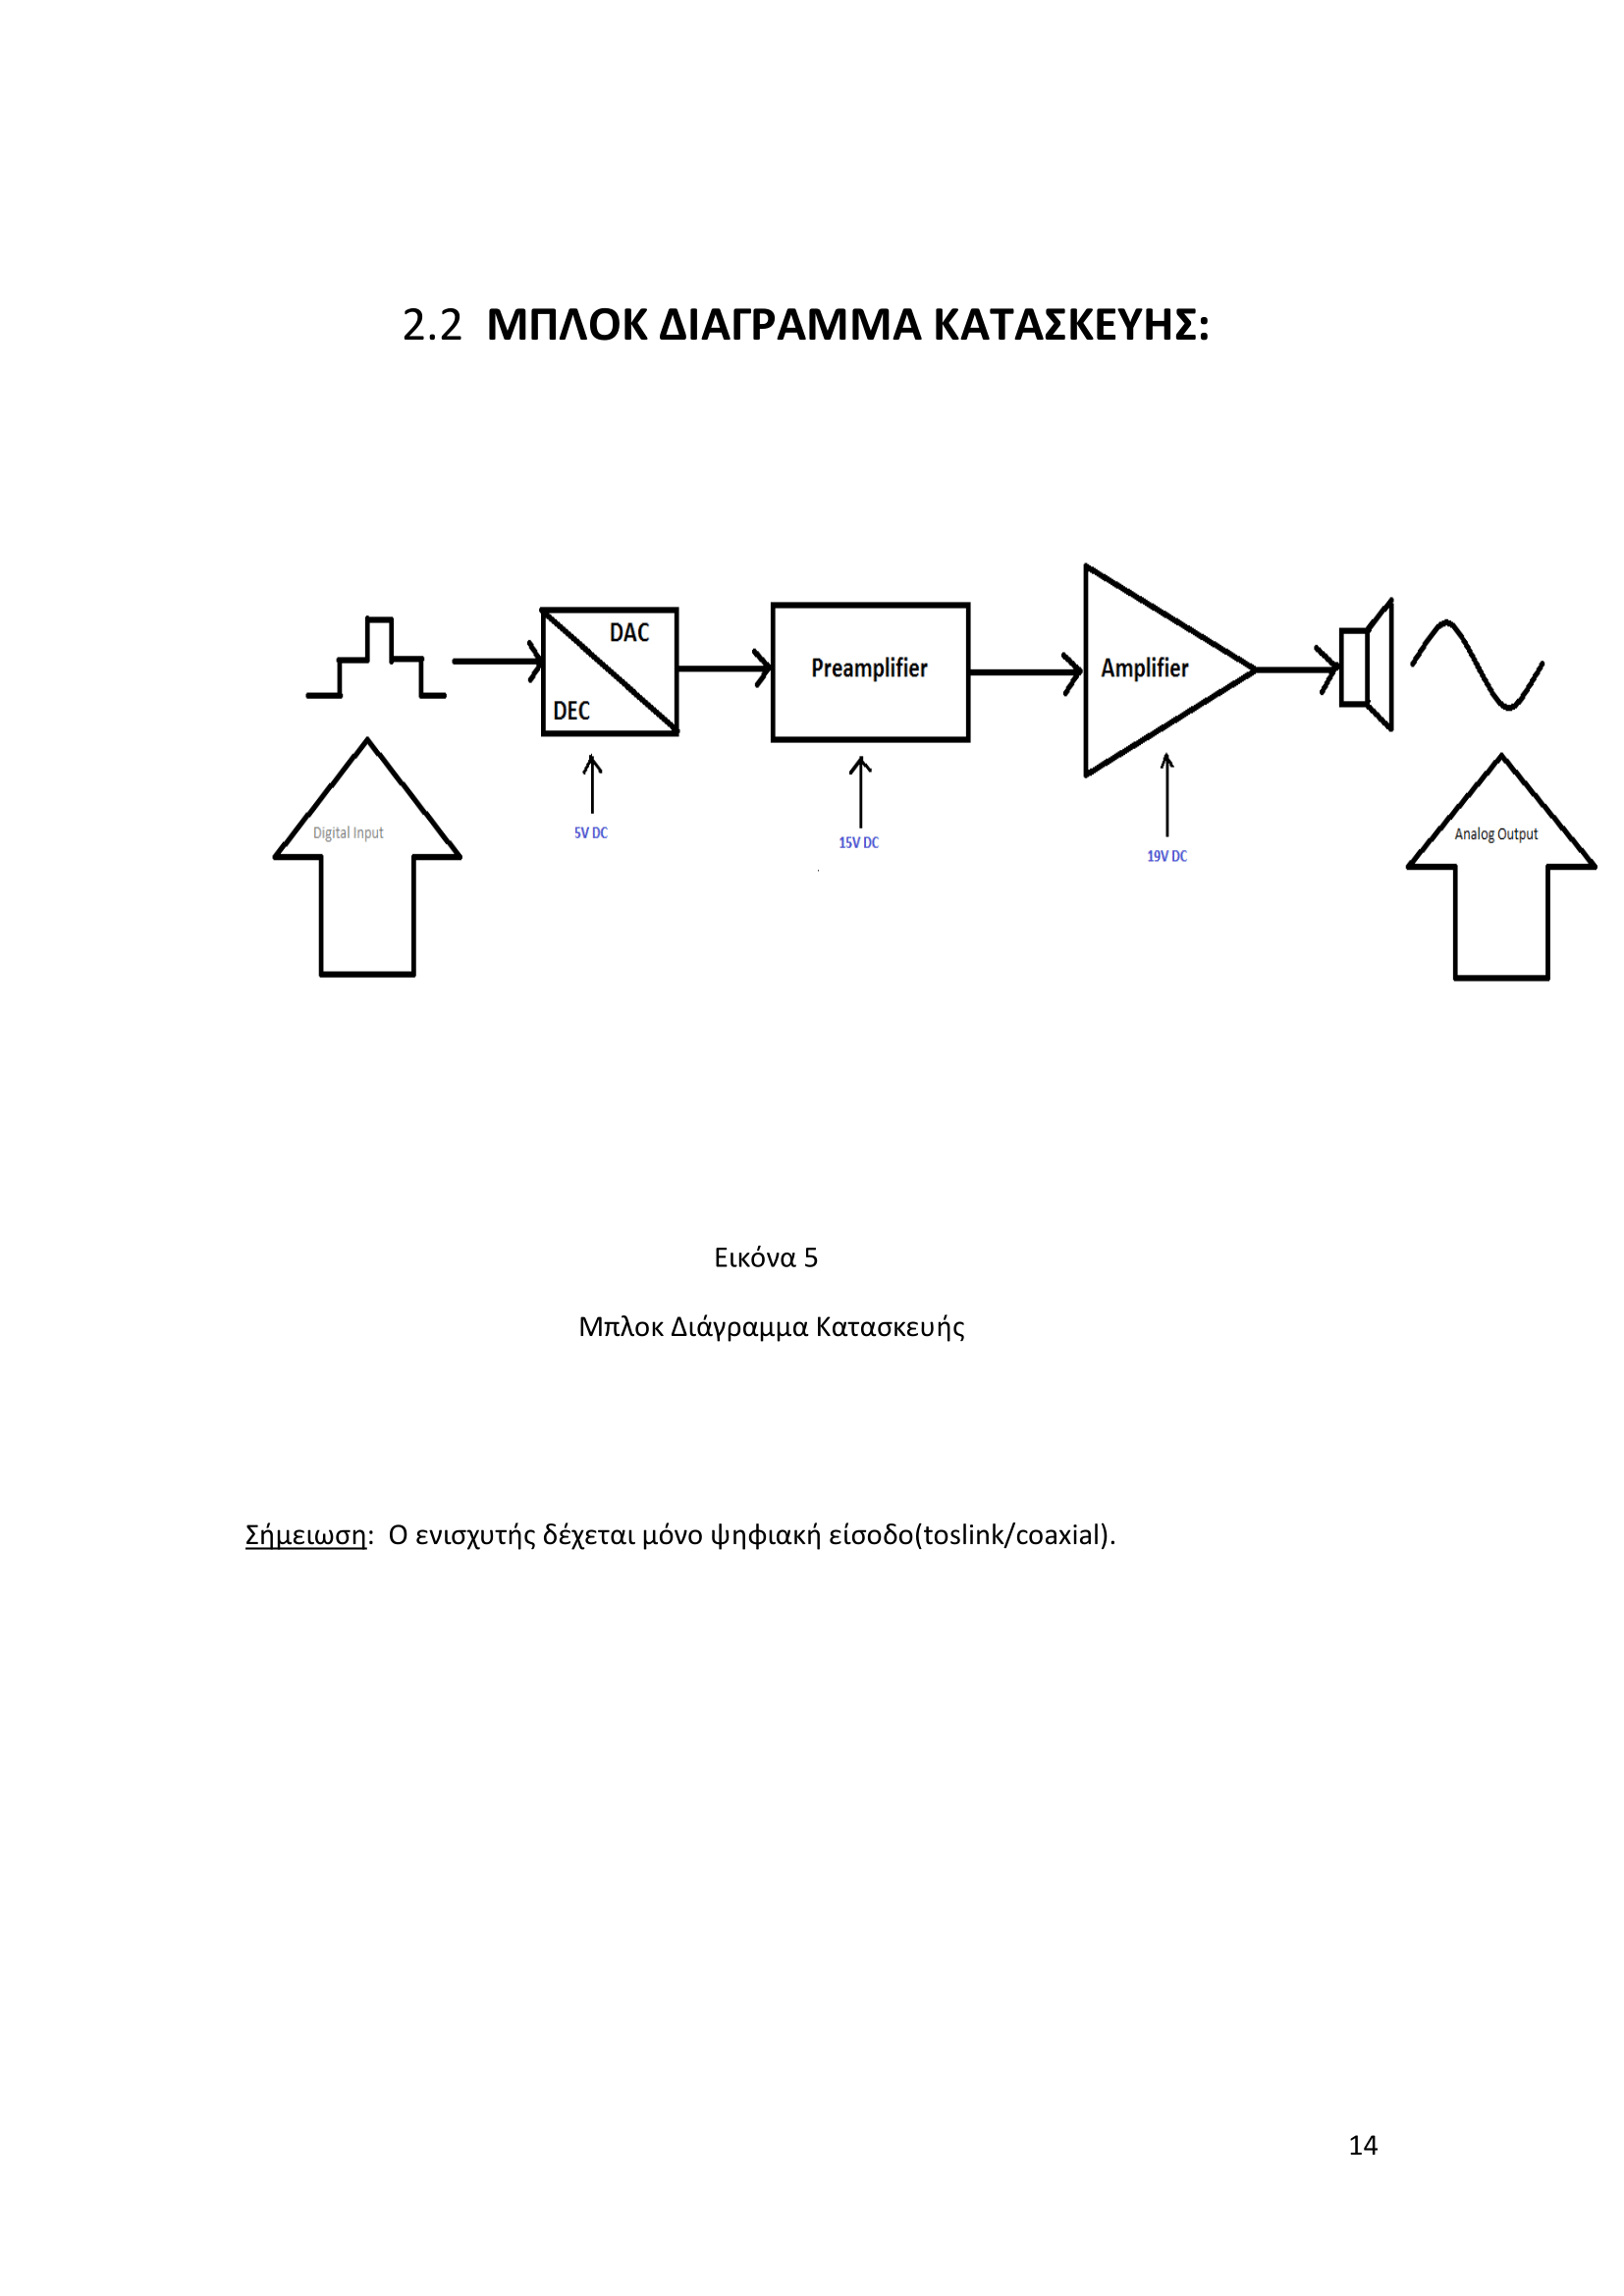 2.2 ΜΠΛΟΚ ΔΙΑΓΡΑΜΜΑ ΚΑΤΑΣΚΕΥΗΣ:
DAC
DEC
Preamplifier
Amplifier
Digital Input
5V DC
15V DC
19V DC
Analog Output
Εικόνα 5
Μπλοκ Διάγραμμα Κατασκευής
Σήμειωση: Ο ενισχυτής δέχεται μόνο ψηφιακή είσοδο(toslink/coaxial).
14